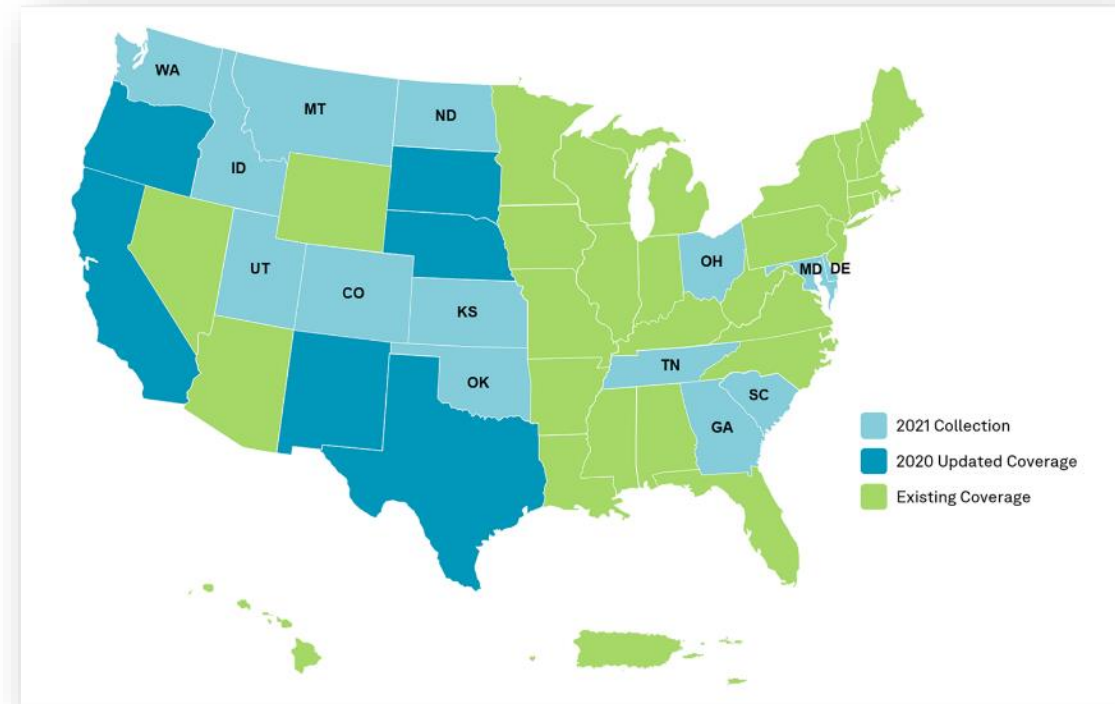 WA
MT
ND
ID
UT
CO
KS
OK
OH
MD
DE
TN
SC
GA
2021 Collection
2020 Updated Coverage
Existing Coverage